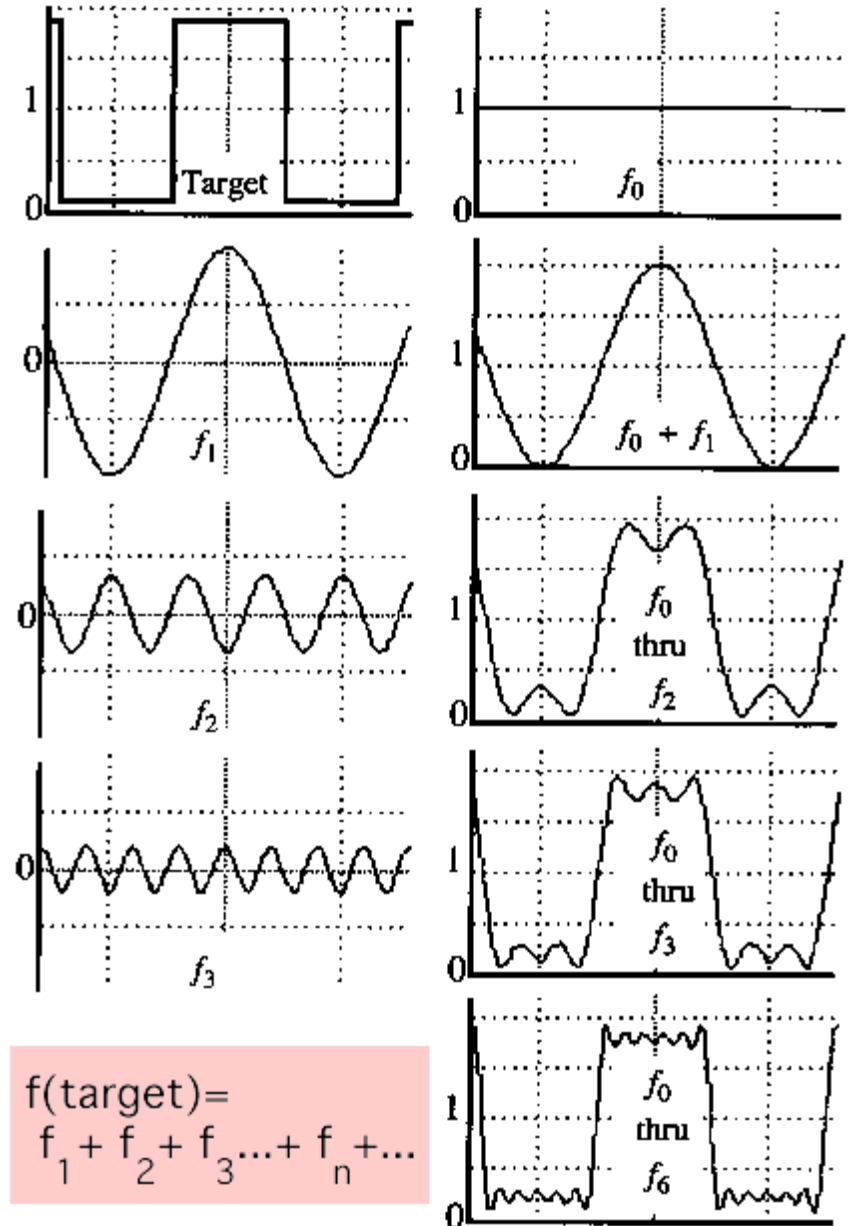 1
Target
0
1
f₀
0
0
f₁
1
f₀ + f₁
0
0
f₂
1
f₀
thru
f₂
0
0
f₃
1
f₀
thru
f₃
0
f(target)=
f₁+ f₂+ f₃...+ fₙ+...
1
f₀
thru
f₆
0